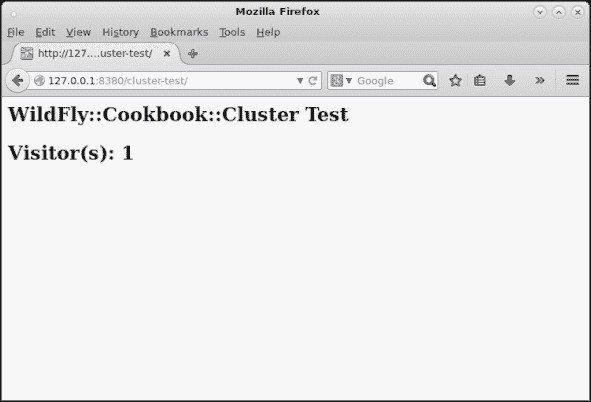 Mozilla Firefox
File Edit View History Bookmarks Tools Help
http://127....uster-test/
127.0.0.1:8380/cluster-test/ Google
WildFly::Cookbook::Cluster Test
Visitor(s): 1